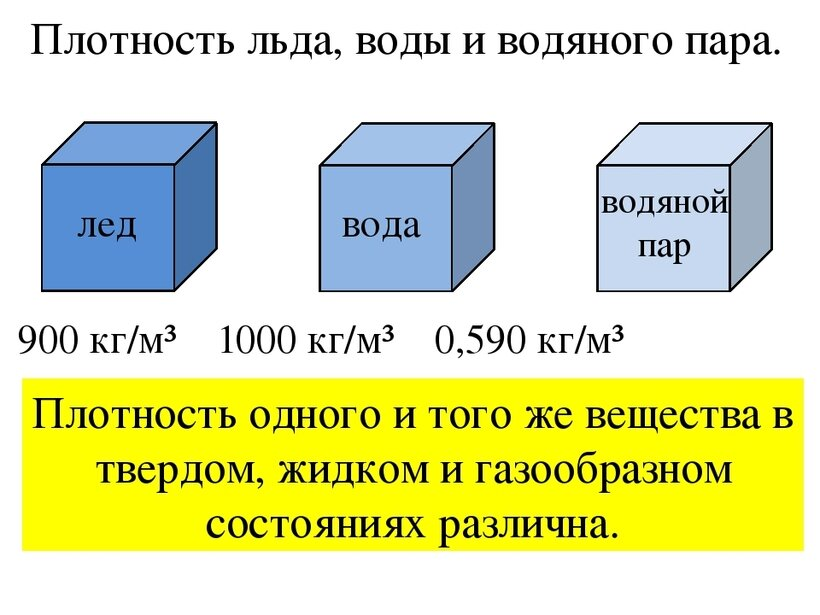 Плотность льда, воды и водяного пара.
лед
вода
водяной
пар
900 кг/м³ 1000 кг/м³ 0,590 кг/м³
Плотность одного и того же вещества в
твердом, жидком и газообразном
состояниях различна.